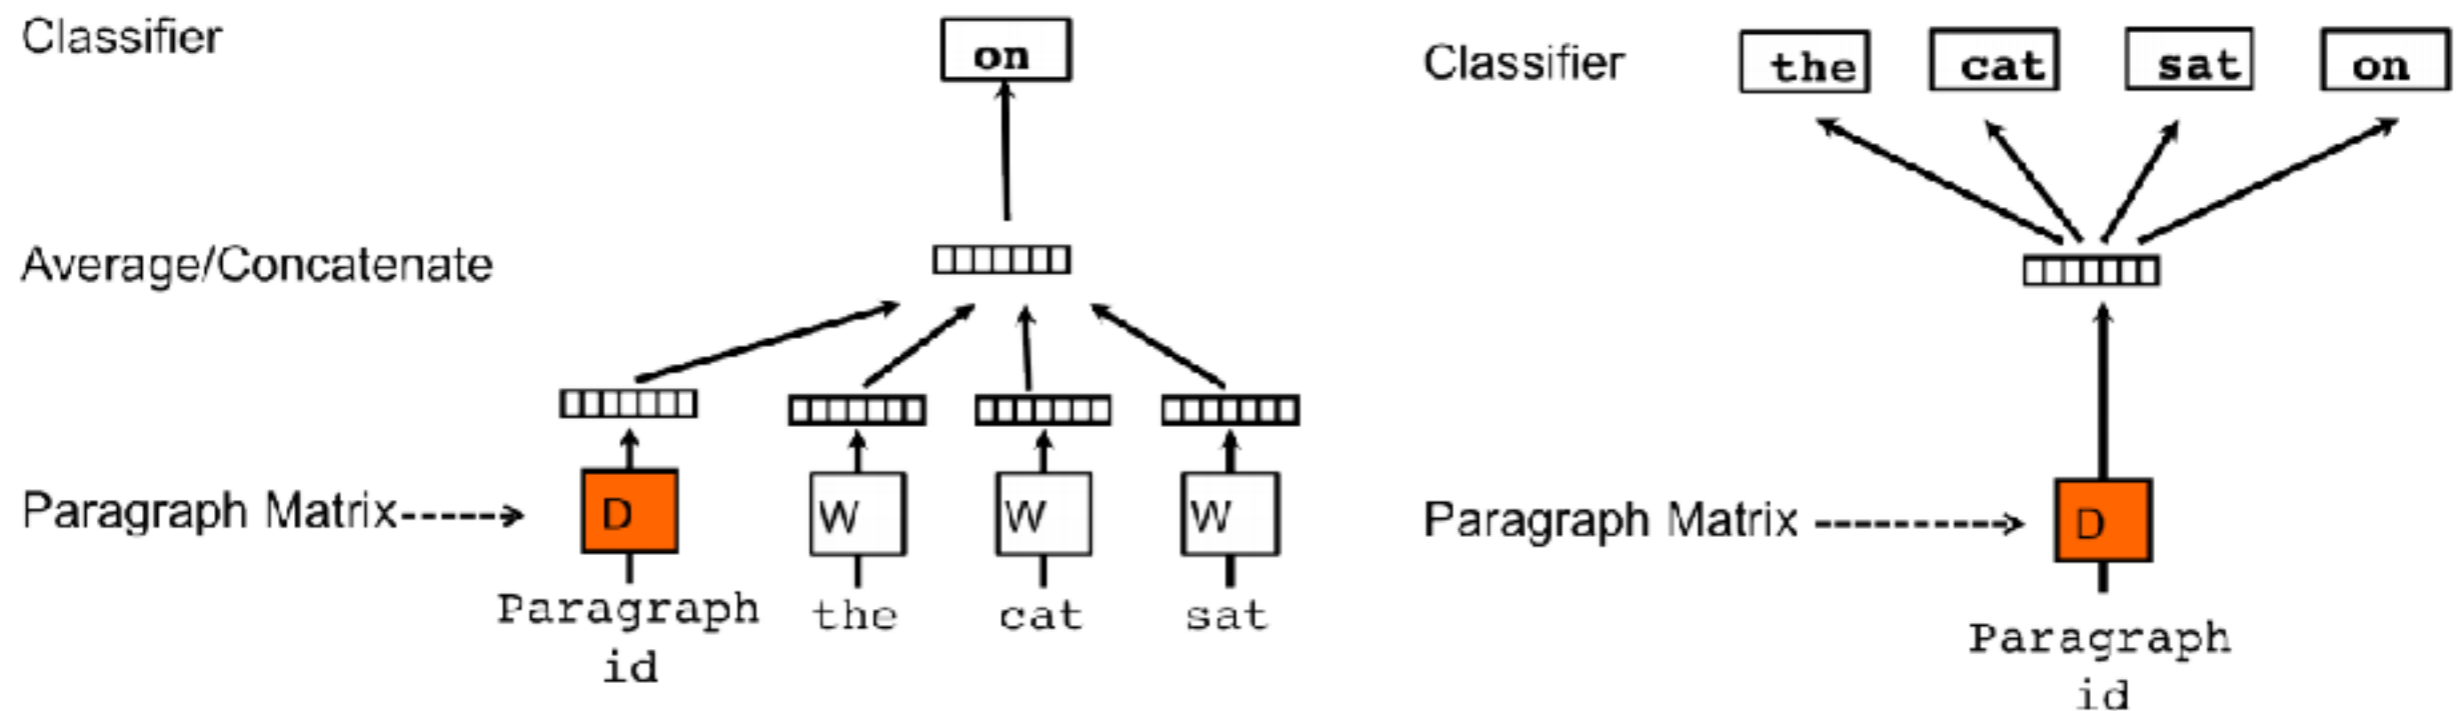 Classifier
on
Average/Concatenate
Paragraph Matrix
D
W
W
W
Paragraph
id
the
cat
sat
Classifier
the
cat
sat
on
Paragraph Matrix
D
Paragraph
id